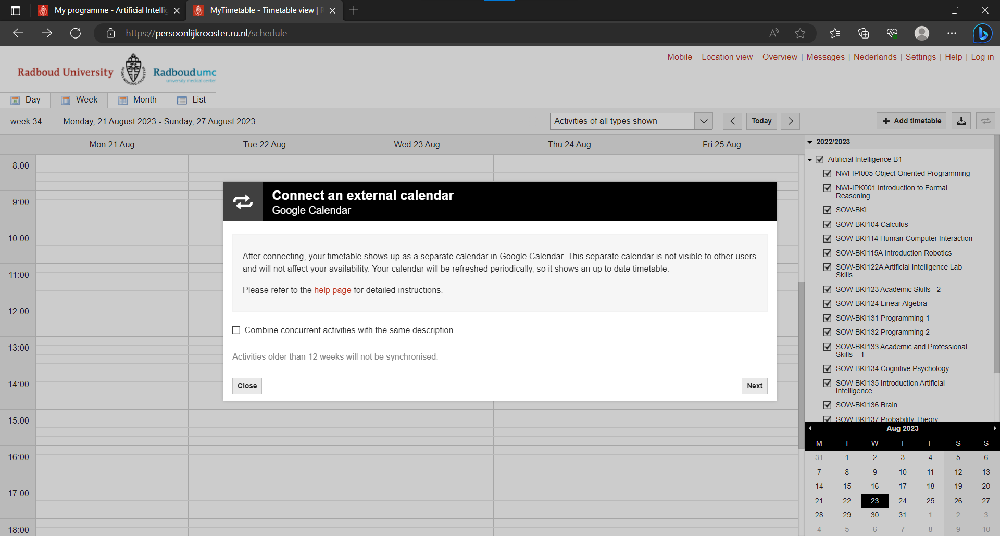 My programme - Artificial Intellig
MyTimetable - Timetable view |
https://persoonlijkrooster.ru.nl/schedule
Radboud University
Radboudumc
university medical center
Mobile · Location view · Overview | Messages | Nederlands | Settings | Help | Log in
Day
Week
Month
List
week 34
Monday, 21 August 2023 - Sunday, 27 August 2023
Activities of all types shown
Today
Add timetable
Mon 21 Aug
Tue 22 Aug
Wed 23 Aug
Thu 24 Aug
Fri 25 Aug
8:00
9:00
10:00
11:00
12:00
13:00
14:00
15:00
16:00
17:00
18:00
Connect an external calendar
Google Calendar
After connecting, your timetable shows up as a separate calendar in Google Calendar. This separate calendar is not visible to other users
and will not affect your availability. Your calendar will be refreshed periodically, so it shows an up to date timetable.
Please refer to the help page for detailed instructions.
Combine concurrent activities with the same description
Activities older than 12 weeks will not be synchronised.
Close
Next
2022/2023
Artificial Intelligence B1
NWI-IPI005 Object Oriented Programming
NWI-IPK001 Introduction to Formal
Reasoning
SOW-BKI
SOW-BKI104 Calculus
SOW-BKI114 Human-Computer Interaction
SOW-BKI115A Introduction Robotics
SOW-BKI122A Artificial Intelligence Lab
Skills
SOW-BKI123 Academic Skills - 2
SOW-BKI124 Linear Algebra
SOW-BKI131 Programming 1
SOW-BKI132 Programming 2
SOW-BKI133 Academic and Professional
Skills – 1
SOW-BKI134 Cognitive Psychology
SOW-BKI135 Introduction Artificial
Intelligence
SOW-BKI136 Brain
SOW-BKI137 Probability Theory
Aug 2023
M T W T F S S
31 1 2 3 4 5 6
7 8 9 10 11 12 13
14 15 16 17 18 19 20
21 22 23 24 25 26 27
28 29 30 31 1 2 3
4 5 6 7 8 9 10